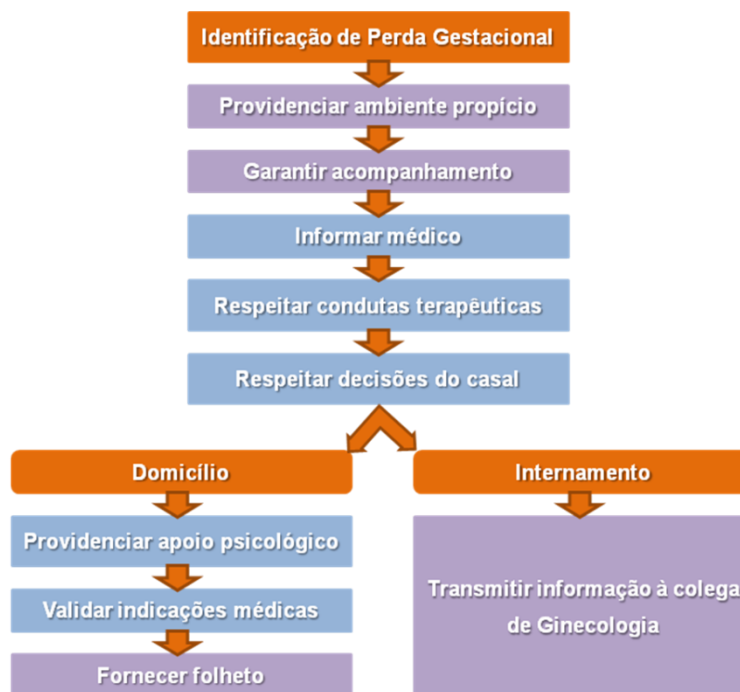 Identificação de Perda Gestacional
Providenciar ambiente propício
Garantir acompanhamento
Informar médico
Respeitar condutas terapêuticas
Respeitar decisões do casal
Domicílio
Providenciar apoio psicológico
Validar indicações médicas
Fornecer folheto
Internamento
Transmitir informação à colega
de Ginecologia